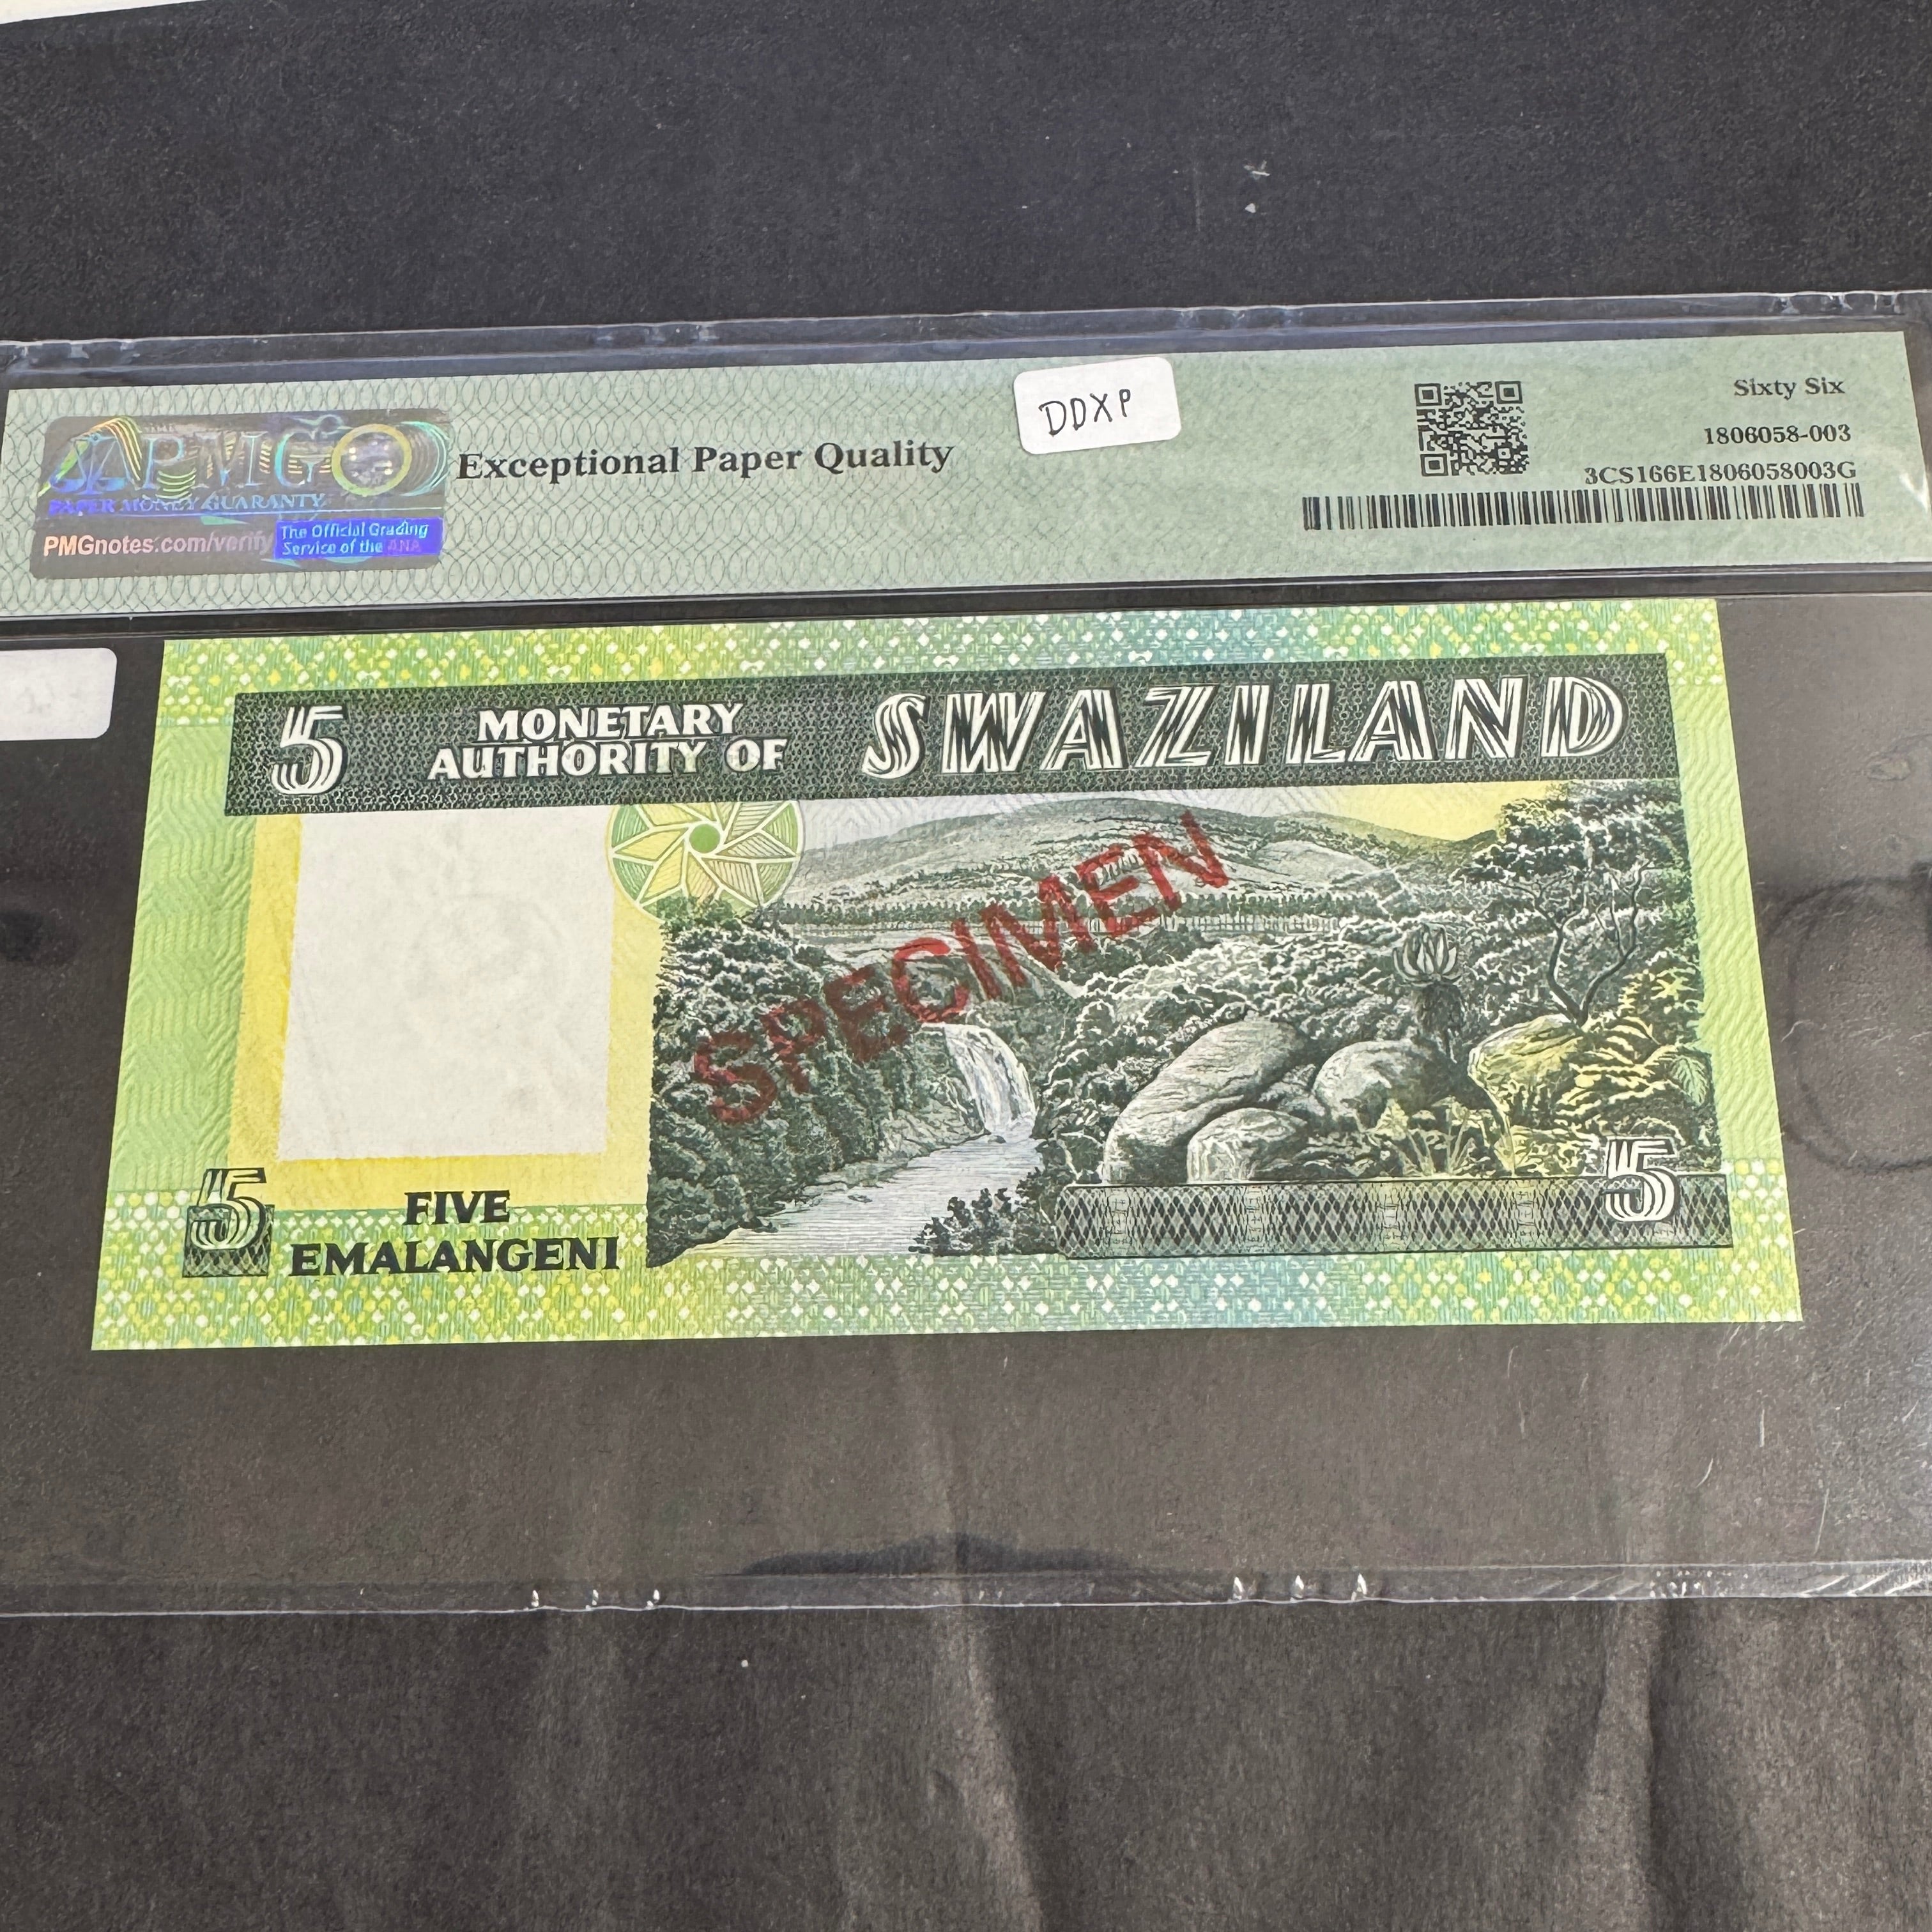 PMG
PAPER MONEY GUARANTY
PMGnotes.com/verify
The Official Grading
Service of the ANA
Exceptional Paper Quality
DDXP
Sixty Six
1806058-003
3CS166E1806058003G
5
MONETARY
AUTHORITY OF
SWAZILAND
SPECIMEN
5
FIVE
EMALANGENI
5